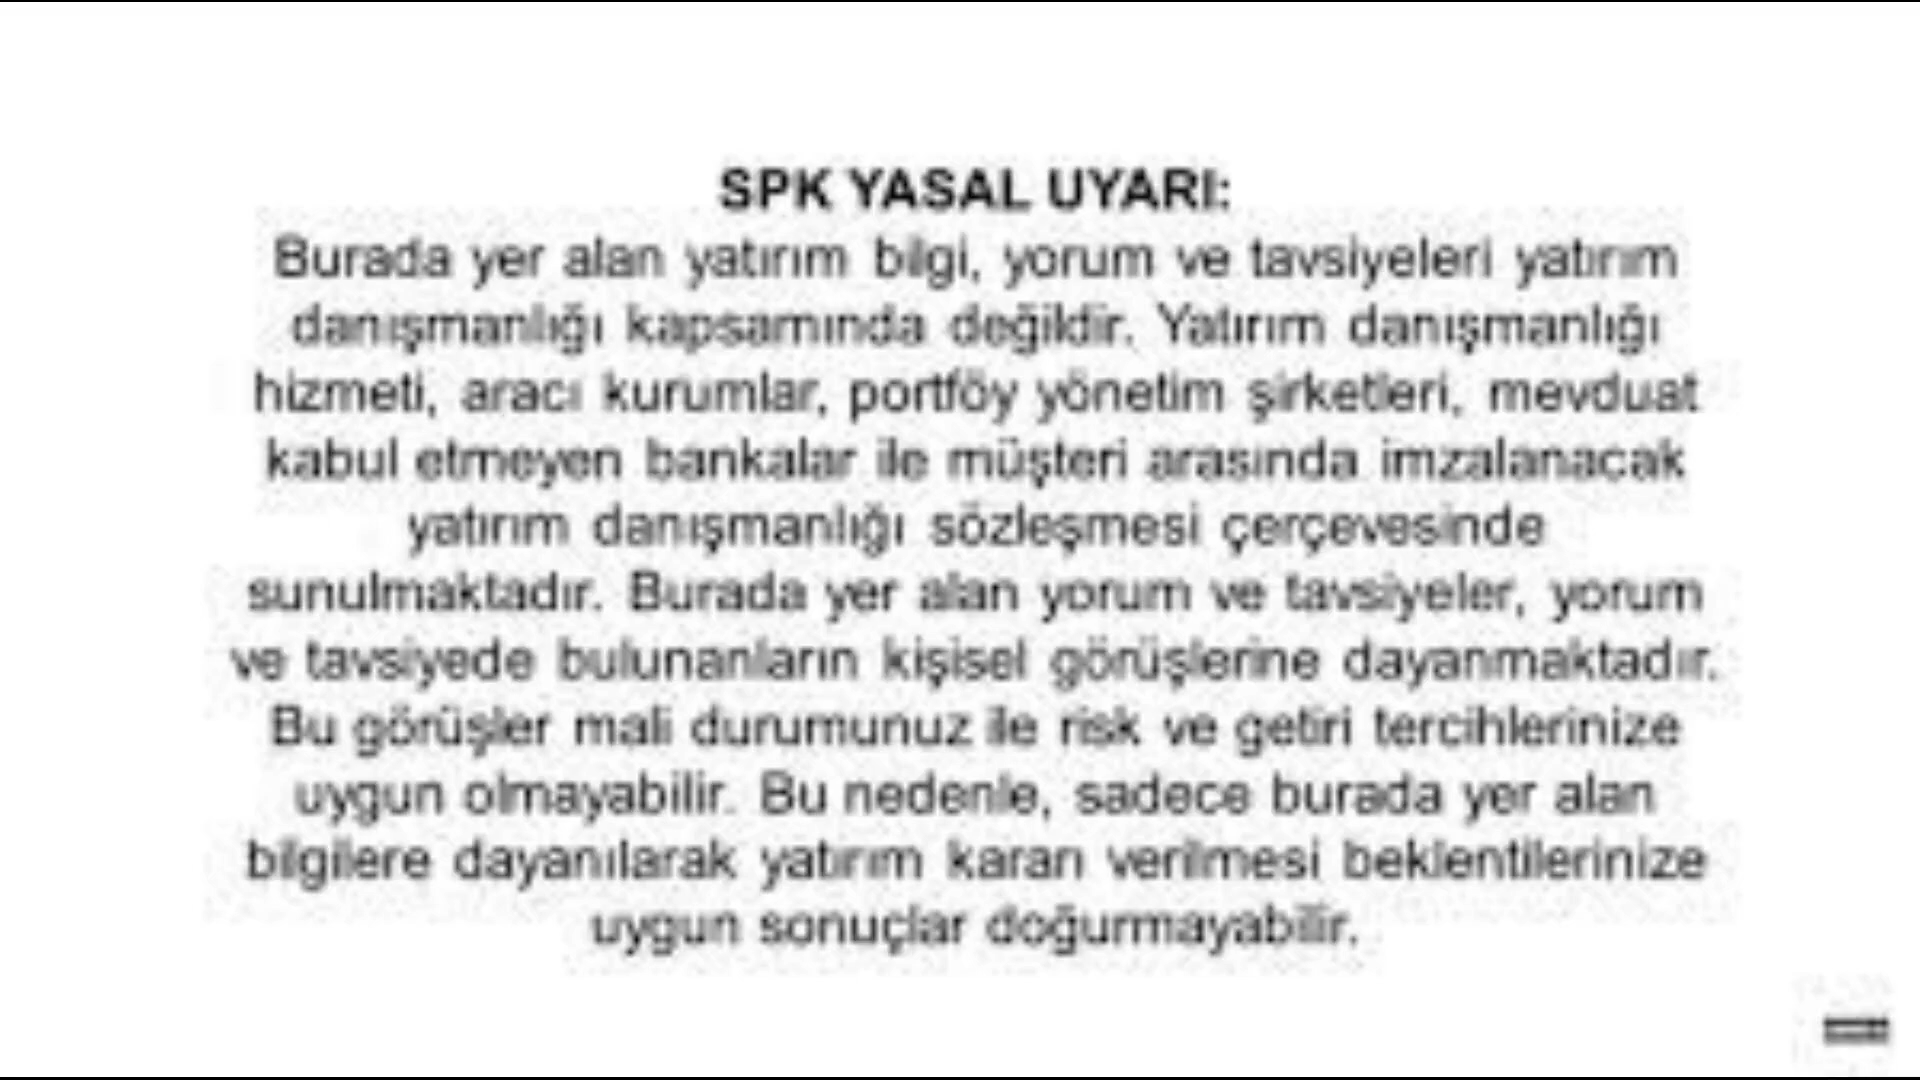 SPK YASAL UYARI:
Burada yer alan yatırım bilgi, yorum ve tavsiyeleri yatırım
danışmanlığı kapsamında değildir. Yatırım danışmanlığı
hizmeti, aracı kurumlar, portföy yönetim şirketleri, mevduat
kabul etmeyen bankalar ile müşteri arasında imzalanacak
yatırım danışmanlığı sözleşmesi çerçevesinde
sunulmaktadır. Burada yer alan yorum ve tavsiyeler, yorum
ve tavsiyede bulunanların kişisel görüşlerine dayanmaktadır.
Bu görüşler mali durumunuz ile risk ve getiri tercihlerinize
uygun olmayabilir. Bu nedenle, sadece burada yer alan
bilgilere dayanılarak yatırım kararı verilmesi beklentilerinize
uygun sonuçlar doğurmayabilir.